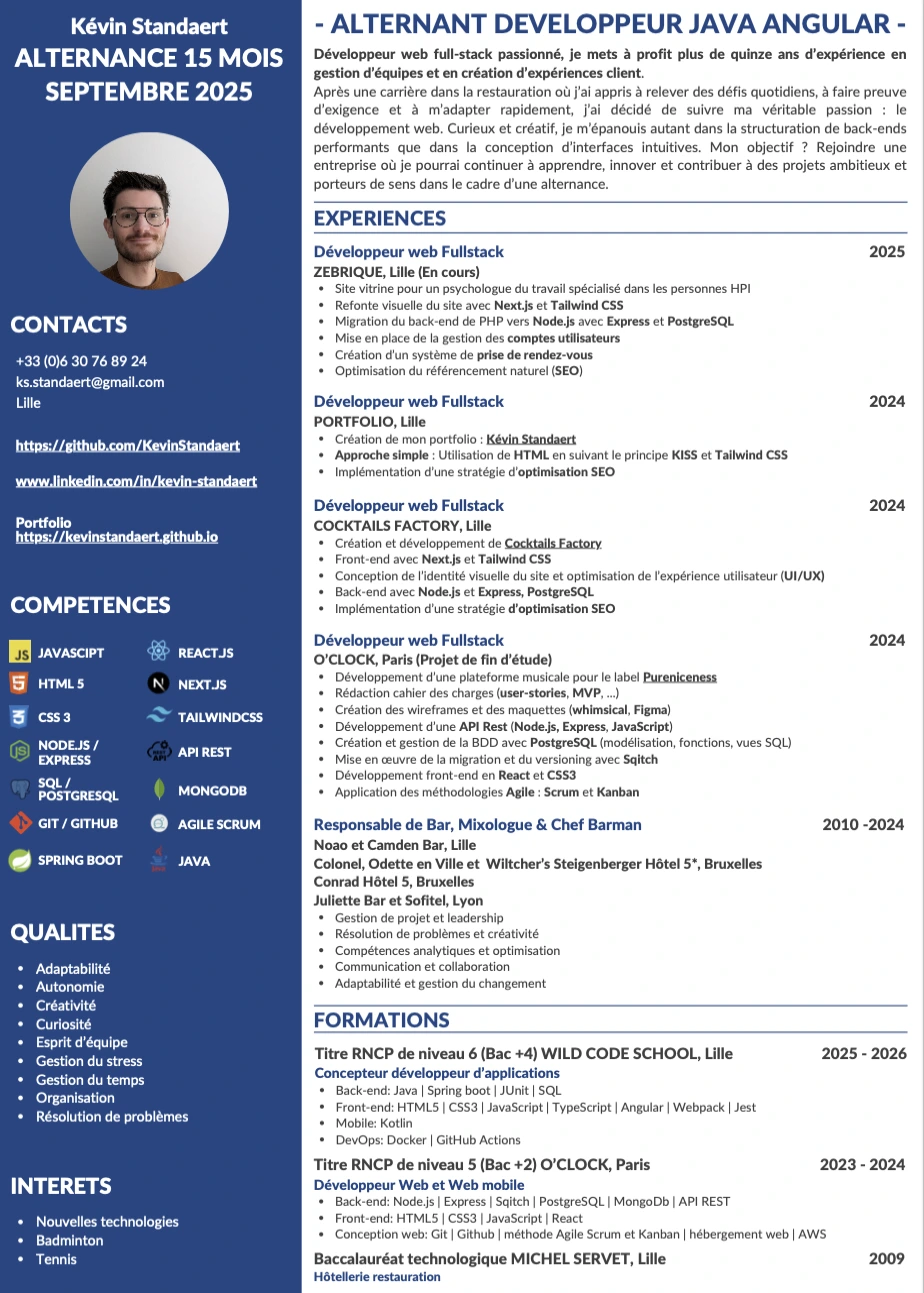 Kévin Standaert
ALTERNANCE 15 MOIS
SEPTEMBRE 2025
CONTACTS
+33 (0)6 30 76 89 24
ks.standaert@gmail.com
Lille
https://github.com/KevinStandaert
www.linkedin.com/in/kevin-standaert
Portfolio
https://kevinstandaert.github.io
COMPETENCES
JS JAVASCIPT
REACT.JS
HTML 5
NEXT.JS
CSS 3
TAILWINDCSS
NODE.JS /
EXPRESS
API REST
SQL /
POSTGRESQL
MONGODB
GIT / GITHUB
AGILE SCRUM
SPRING BOOT
JAVA
QUALITES
• Adaptabilité
• Autonomie
• Créativité
• Curiosité
• Esprit d’équipe
• Gestion du stress
• Gestion du temps
• Organisation
• Résolution de problèmes
INTERETS
• Nouvelles technologies
• Badminton
• Tennis
- ALTERNANT DEVELOPPEUR JAVA ANGULAR -
Développeur web full-stack passionné, je mets à profit plus de quinze ans d’expérience en
gestion d’équipes et en création d’expériences client.
Après une carrière dans la restauration où j’ai appris à relever des défis quotidiens, à faire preuve
d’exigence et à m’adapter rapidement, j’ai décidé de suivre ma véritable passion : le
développement web. Curieux et créatif, je m’épanouis autant dans la structuration de back-ends
performants que dans la conception d’interfaces intuitives. Mon objectif ? Rejoindre une
entreprise où je pourrai continuer à apprendre, innover et contribuer à des projets ambitieux et
porteurs de sens dans le cadre d’une alternance.
EXPERIENCES
Développeur web Fullstack 2025
ZEBRIQUE, Lille (En cours)
• Site vitrine pour un psychologue du travail spécialisé dans les personnes HPI
• Refonte visuelle du site avec Next.js et Tailwind CSS
• Migration du back-end de PHP vers Node.js avec Express et PostgreSQL
• Mise en place de la gestion des comptes utilisateurs
• Création d’un système de prise de rendez-vous
• Optimisation du référencement naturel (SEO)
Développeur web Fullstack 2024
PORTFOLIO, Lille
• Création de mon portfolio : Kévin Standaert
• Approche simple : Utilisation de HTML en suivant le principe KISS et Tailwind CSS
• Implémentation d’une stratégie d’optimisation SEO
Développeur web Fullstack 2024
COCKTAILS FACTORY, Lille
• Création et développement de Cocktails Factory
• Front-end avec Next.js et Tailwind CSS
• Conception de l’identité visuelle du site et optimisation de l’expérience utilisateur (UI/UX)
• Back-end avec Node.js et Express, PostgreSQL
• Implémentation d’une stratégie d’optimisation SEO
Développeur web Fullstack 2024
O’CLOCK, Paris (Projet de fin d’étude)
• Développement d’une plateforme musicale pour le label Pureniceness
• Rédaction cahier des charges (user-stories, MVP, ...)
• Création des wireframes et des maquettes (whimsical, Figma)
• Développement d’une API Rest (Node.js, Express, JavaScript)
• Création et gestion de la BDD avec PostgreSQL (modélisation, fonctions, vues SQL)
• Mise en œuvre de la migration et du versioning avec Sqitch
• Développement front-end en React et CSS3
• Application des méthodologies Agile : Scrum et Kanban
Responsable de Bar, Mixologue & Chef Barman 2010 -2024
Noao et Camden Bar, Lille
Colonel, Odette en Ville et Wiltcher’s Steigenberger Hôtel 5*, Bruxelles
Conrad Hôtel 5, Bruxelles
Juliette Bar et Sofitel, Lyon
• Gestion de projet et leadership
• Résolution de problèmes et créativité
• Compétences analytiques et optimisation
• Communication et collaboration
• Adaptabilité et gestion du changement
FORMATIONS
Titre RNCP de niveau 6 (Bac +4) WILD CODE SCHOOL, Lille 2025 - 2026
Concepteur développeur d’applications
• Back-end: Java | Spring boot | JUnit | SQL
• Front-end: HTML5 | CSS3 | JavaScript | TypeScript | Angular | Webpack | Jest
• Mobile: Kotlin
• DevOps: Docker | GitHub Actions
Titre RNCP de niveau 5 (Bac +2) O’CLOCK, Paris 2023 - 2024
Développeur Web et Web mobile
• Back-end: Node.js | Express | Sqitch | PostgreSQL | MongoDb | API REST
• Front-end: HTML5 | CSS3 | JavaScript | React
• Conception web: Git | Github | méthode Agile Scrum et Kanban | hébergement web | AWS
Baccalauréat technologique MICHEL SERVET, Lille 2009
Hôtellerie restauration